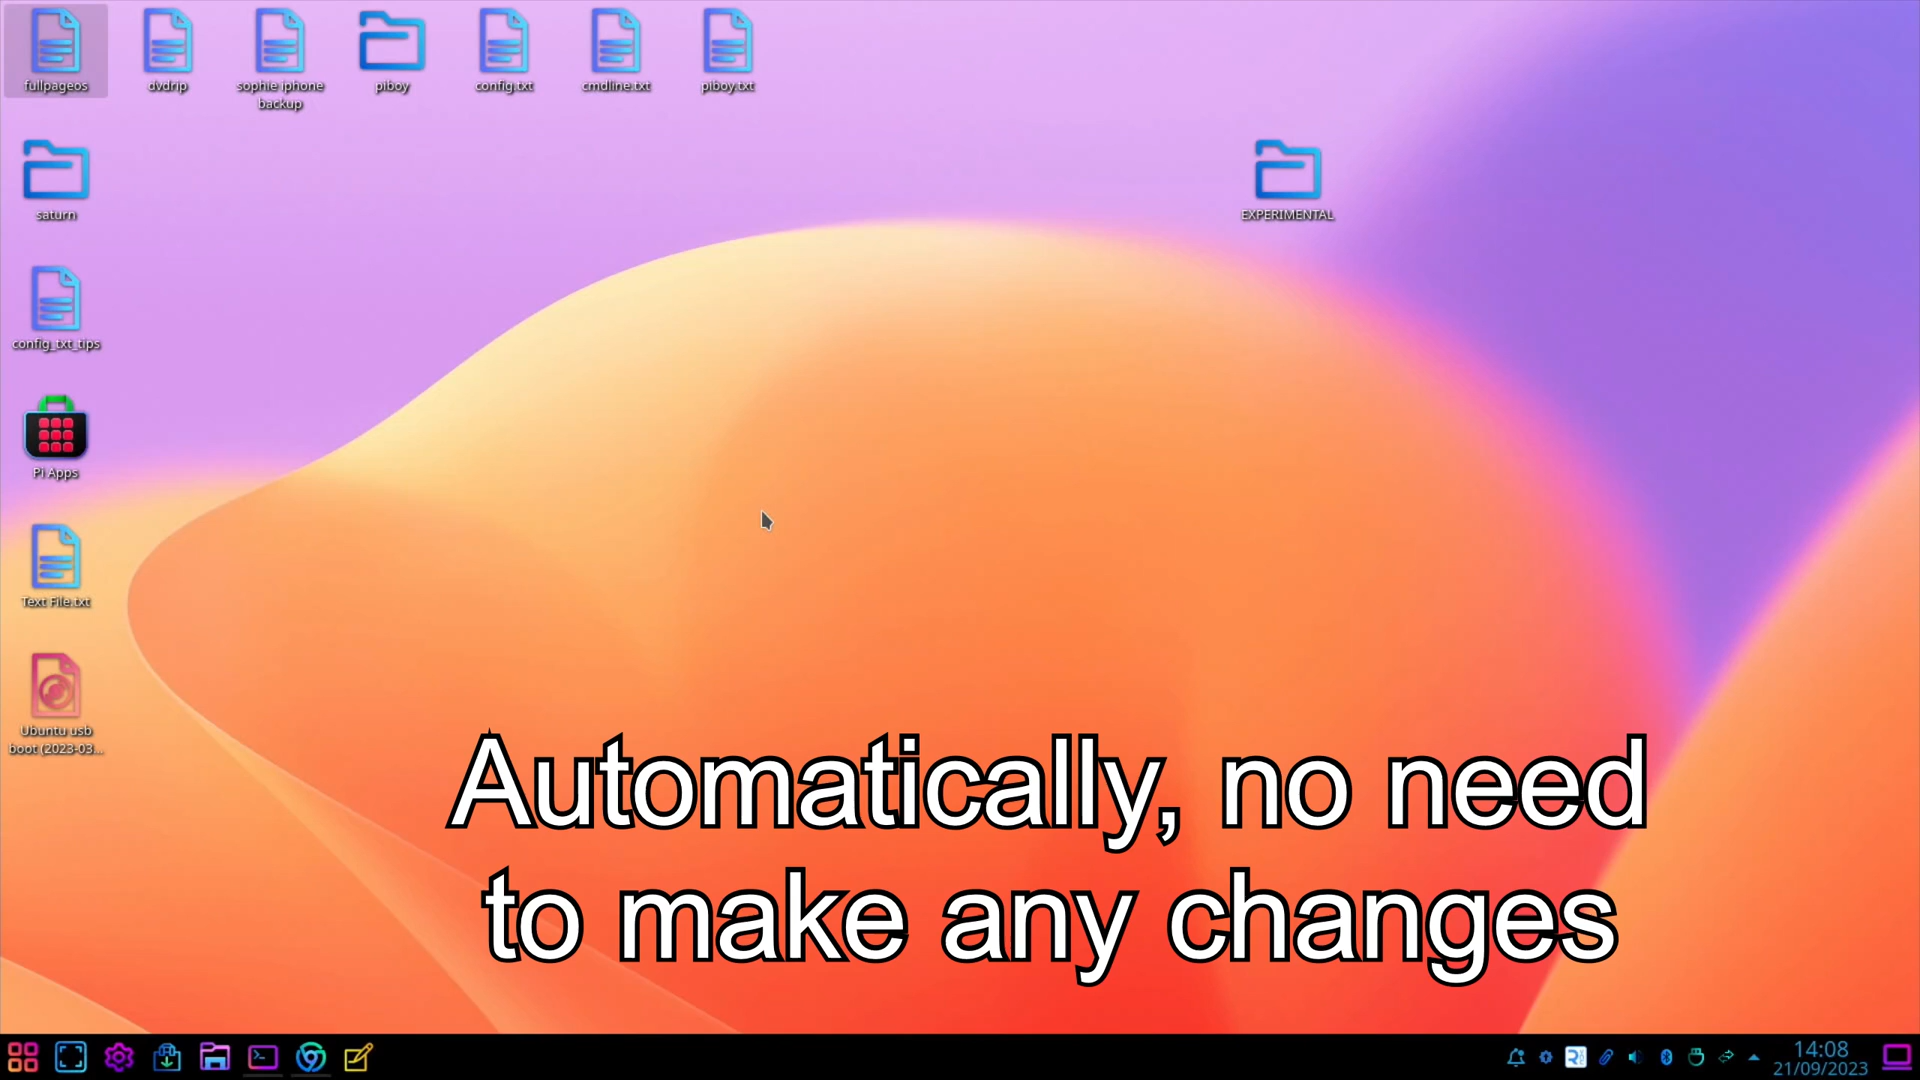 fullpageos
dvdrip
sophie iphone
backup
piboy
config.txt
cmdline.txt
piboy.txt
saturn
EXPERIMENTAL
config_txt_tips
Pi Apps
Text File.txt
Ubuntu usb
boot (2023-03...
Automatically, no need
to make any changes
14:08
21/09/2023